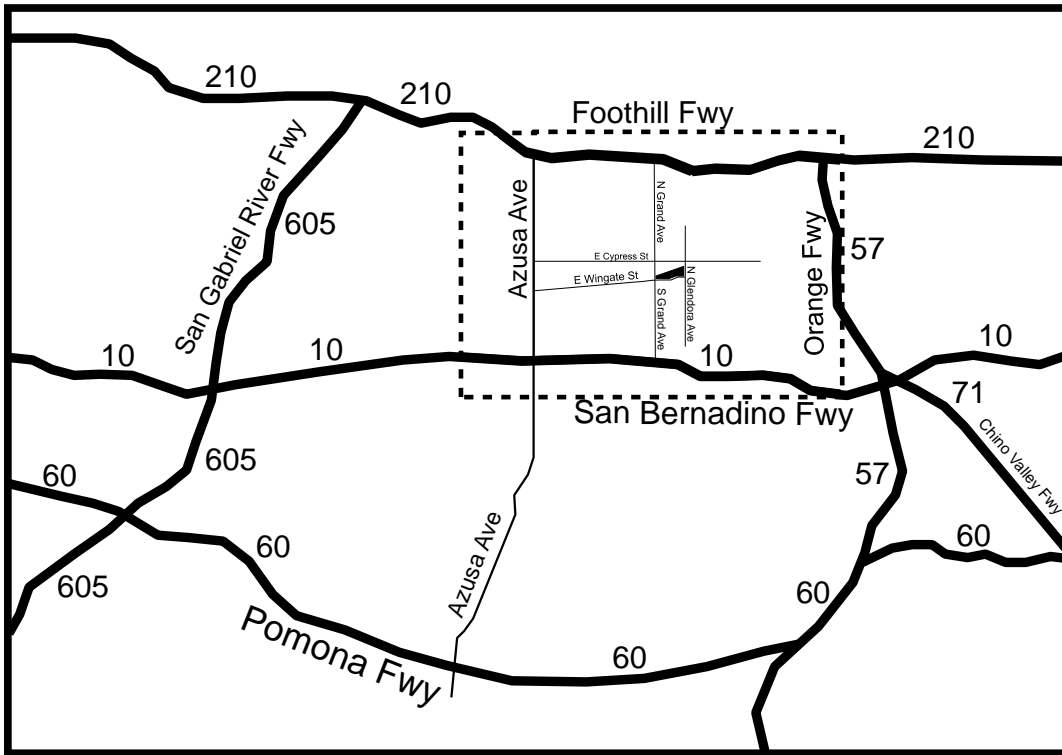 210
210
Foothill Fwy
210
San Gabriel River Fwy
605
Azusa Ave
N Grand Ave
E Cypress St
E Wingate St
N Glendora Ave
S Grand Ave
Orange Fwy
57
10
10
10
10
San Bernadino Fwy
71
Chino Valley Fwy
605
60
57
60
Azusa Ave
60
605
60
Pomona Fwy
60